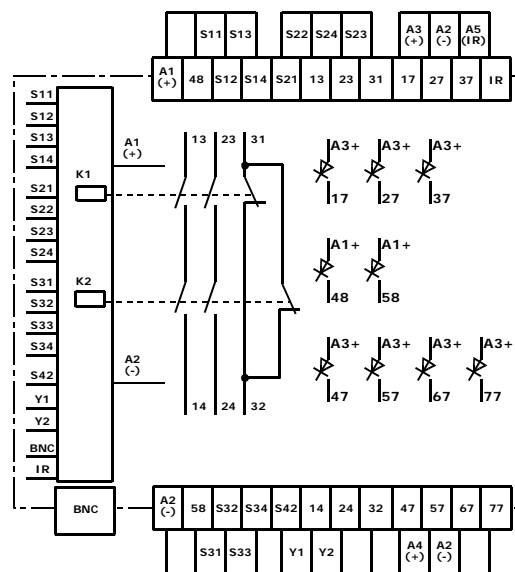 S11 S13 S22 S24 S23 A3 (+) A2 (-) A5 (IR)
A1 (+) 48 S12 S14 S21 13 23 31 17 27 37 IR
S11
S12
S13
S14
S21
S22
S23
S24
S31
S32
S33
S34
S42
Y1
Y2
BNC
IR
K1
K2
A1 (+)
A2 (-)
BNC
13 23 31
14 24 32
A3+ A3+ A3+
17 27 37
A1+ A1+
48 58
A3+ A3+ A3+ A3+
47 57 67 77
A2 (-) 58 S32 S34 S42 14 24 32 47 57 67 77
S31 S33 Y1 Y2 A4 (+) A2 (-)